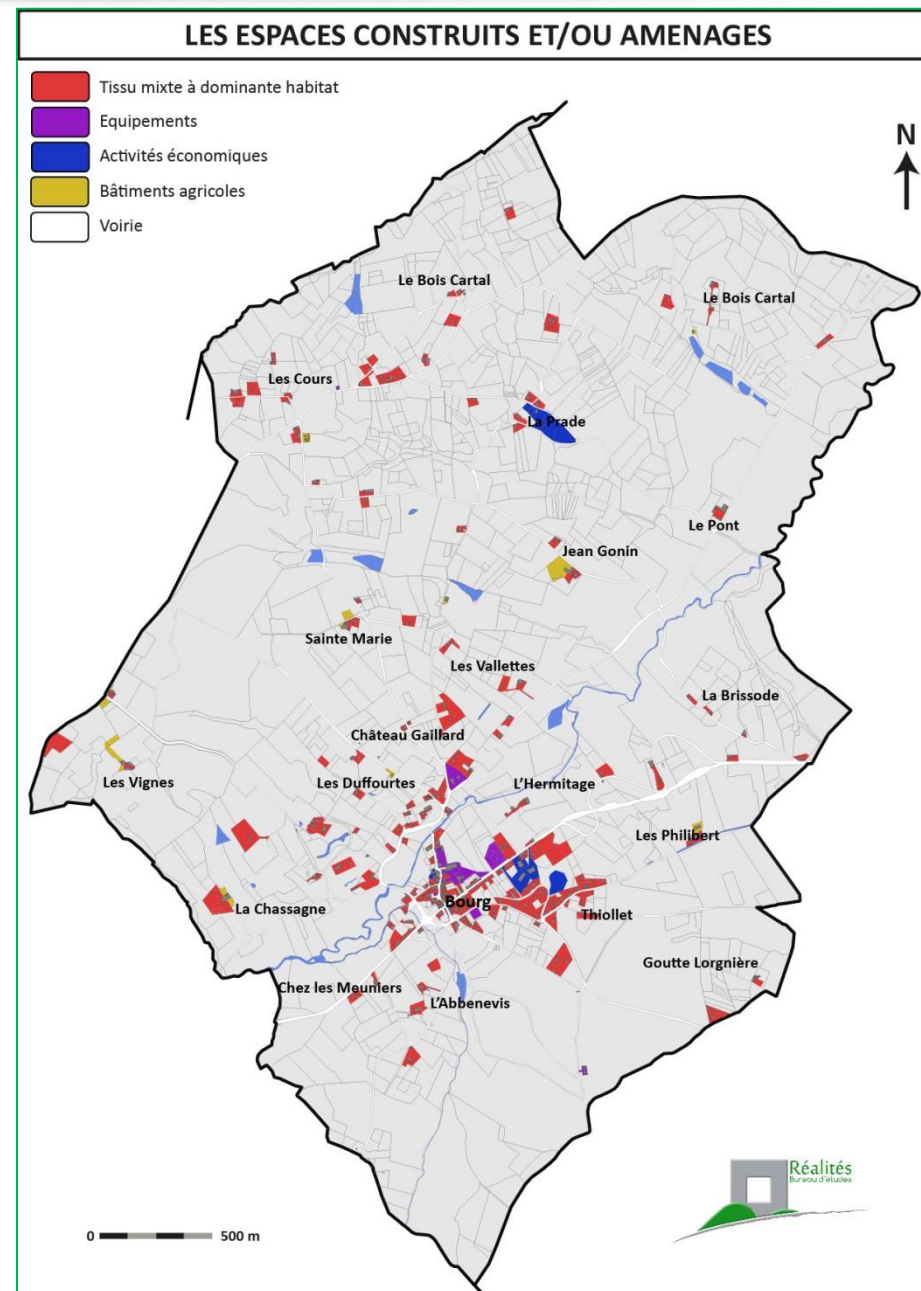 LES ESPACES CONSTRUITS ET/OU AMENAGES
Tissu mixte à dominante habitat
Equipements
Activités économiques
Bâtiments agricoles
Voirie
N
Le Bois Cartal
Le Bois Cartal
Les Cours
La Prade
Le Pont
Jean Gonin
Sainte Marie
Les Vallettes
La Brissode
Château Gaillard
Les Vignes
Les Duffourtes
L'Hermitage
Les Philibert
La Chassagne
Bourg
Thiollet
Goutte Lorgnière
Chez les Meuniers
L'Abbenevis
Réalités
Bureau d'études
0 500 m